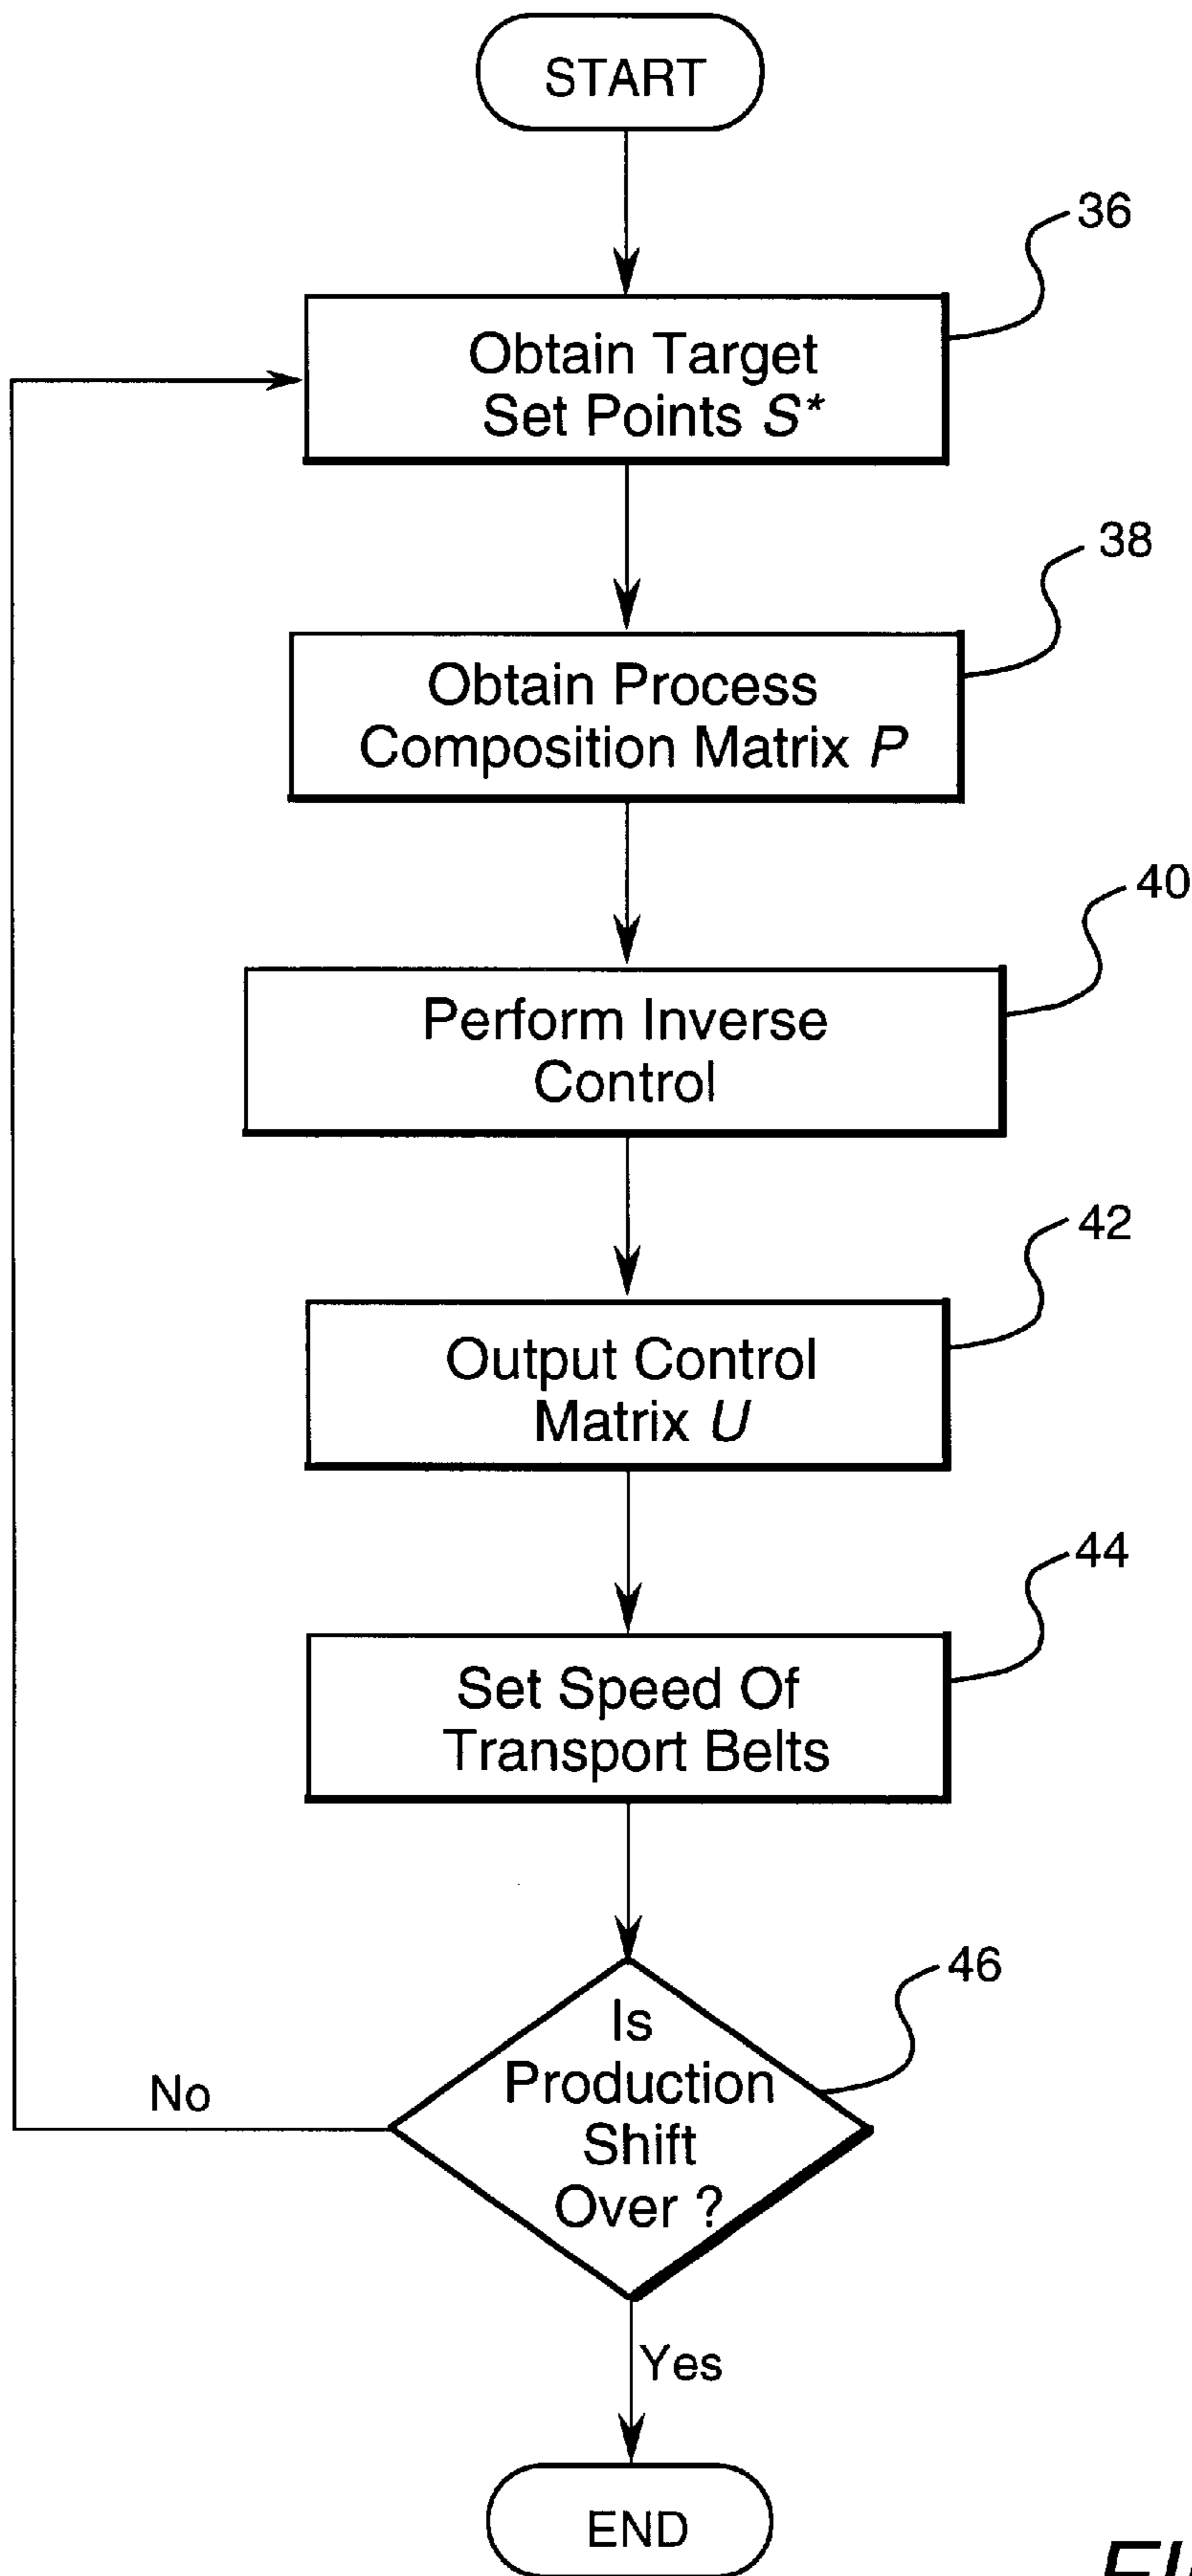 START
36
Obtain Target
Set Points S*
38
Obtain Process
Composition Matrix P
40
Perform Inverse
Control
42
Output Control
Matrix U
44
Set Speed Of
Transport Belts
46
Is
Production
Shift
Over ?
No
Yes
END